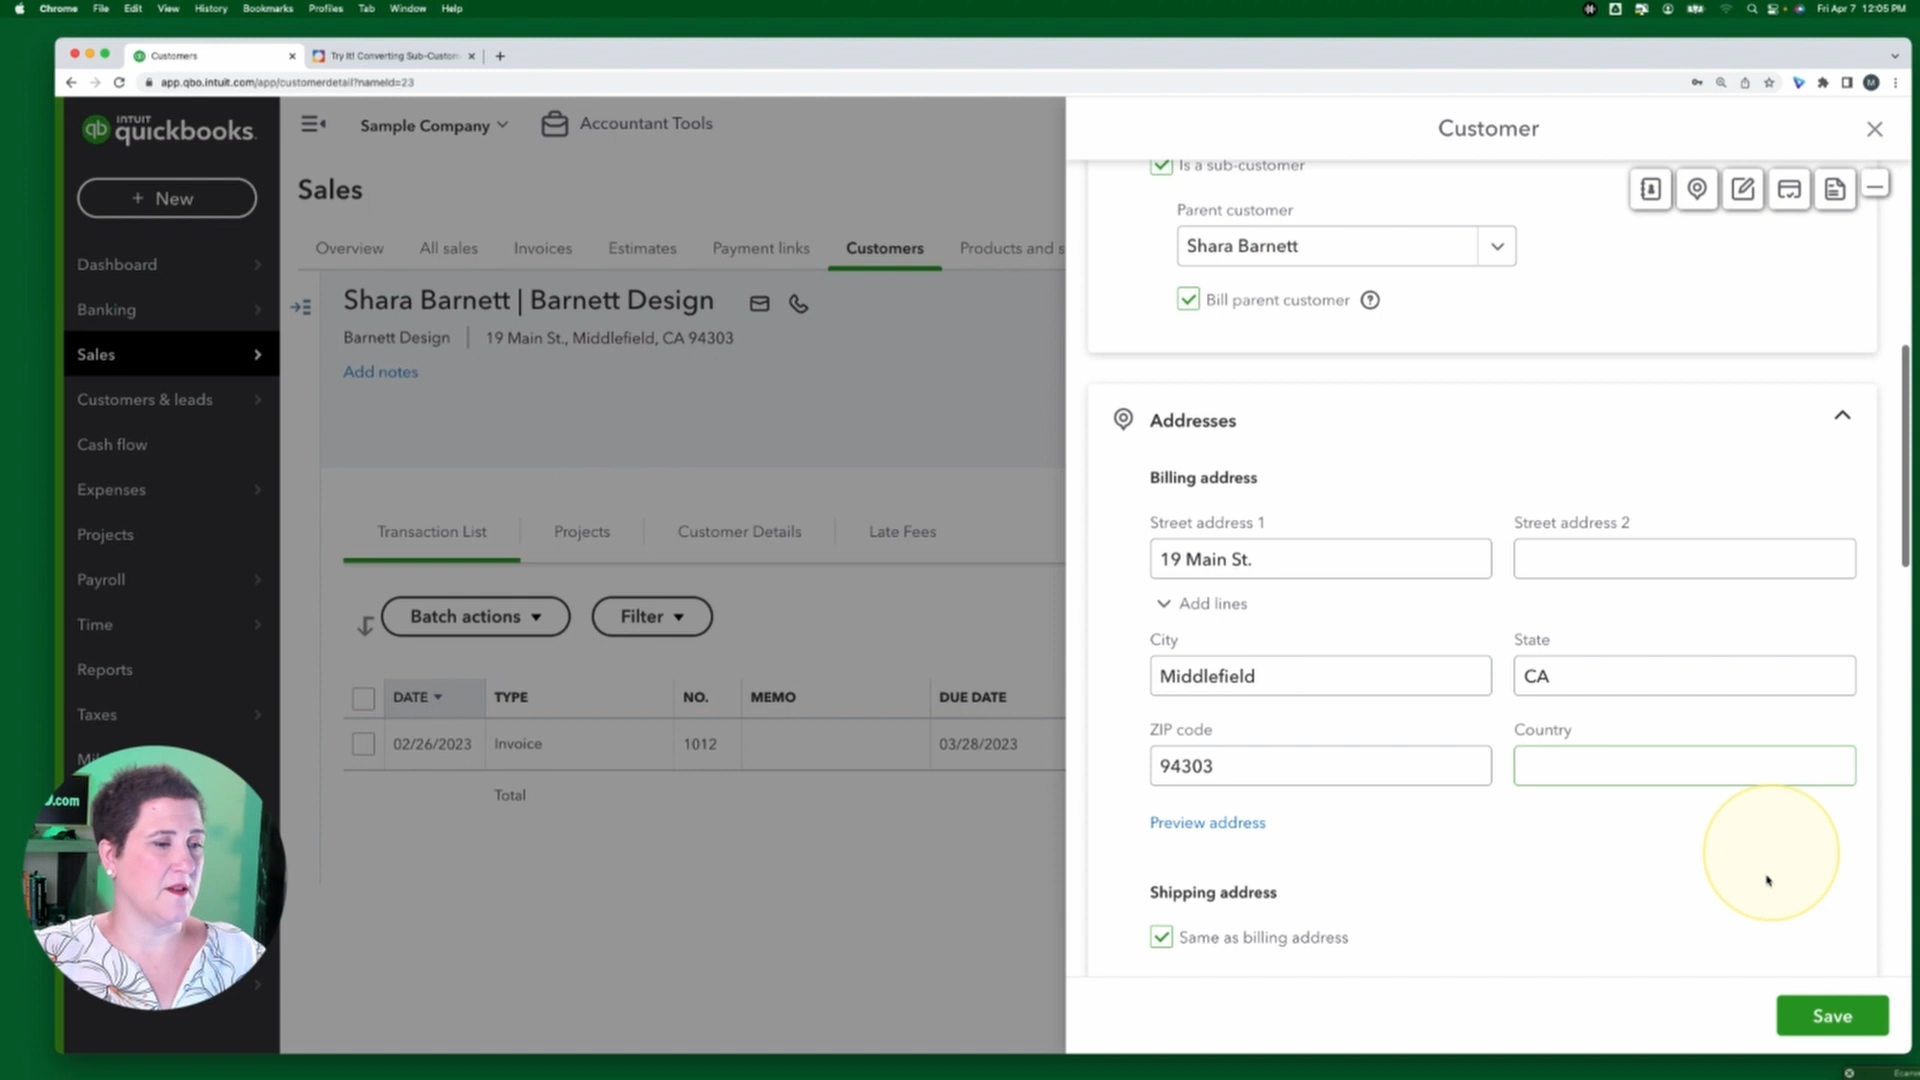 Chrome File Edit View History Bookmarks Profiles Tab Window Help
Fri Apr 7 12:05 PM
Customers
Try It! Converting Sub-Custom
app.qbo.intuit.com/app/customerdetail?nameId=23
M
qb INTUIT quickbooks.
Sample Company
Accountant Tools
Customer
+ New
Sales
Is a sub-customer
Parent customer
Shara Barnett
Bill parent customer
Overview All sales Invoices Estimates Payment links Customers Products and s
Dashboard
Banking
Sales
Customers & leads
Cash flow
Expenses
Projects
Payroll
Time
Reports
Taxes
Mi
Shara Barnett | Barnett Design
Barnett Design 19 Main St., Middlefield, CA 94303
Add notes
Transaction List Projects Customer Details Late Fees
Batch actions Filter
DATE TYPE NO. MEMO DUE DATE
02/26/2023 Invoice 1012 03/28/2023
Total
Addresses
Billing address
Street address 1 Street address 2
19 Main St.
Add lines
City State
Middlefield CA
ZIP code Country
94303
Preview address
Shipping address
Same as billing address
Save
.com